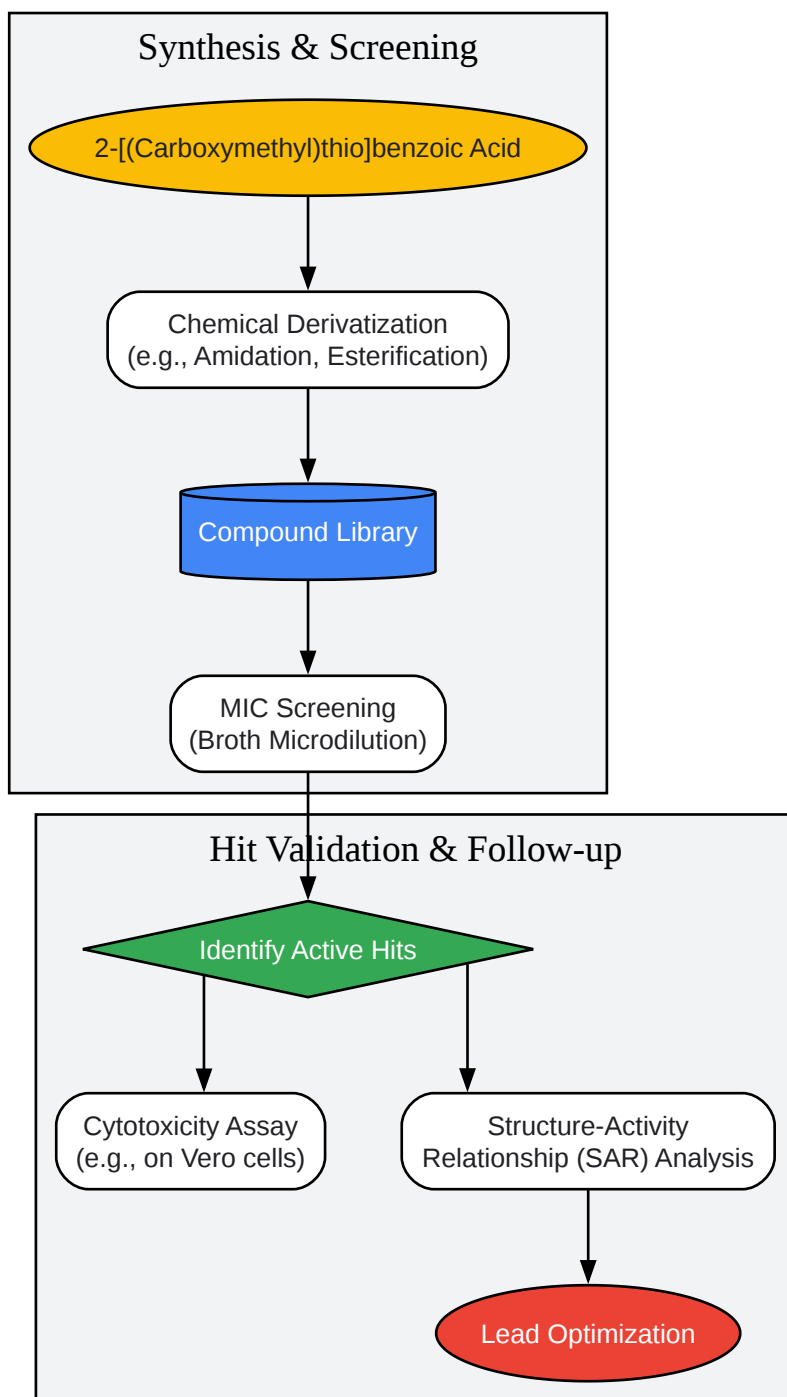 Synthesis & Screening
2-[(Carboxymethyl)thio]benzoic Acid
Chemical Derivatization
(e.g., Amidation, Esterification)
Compound Library
MIC Screening
(Broth Microdilution)
Hit Validation & Follow-up
Identify Active Hits
Cytotoxicity Assay
(e.g., on Vero cells)
Structure-Activity
Relationship (SAR) Analysis
Lead Optimization